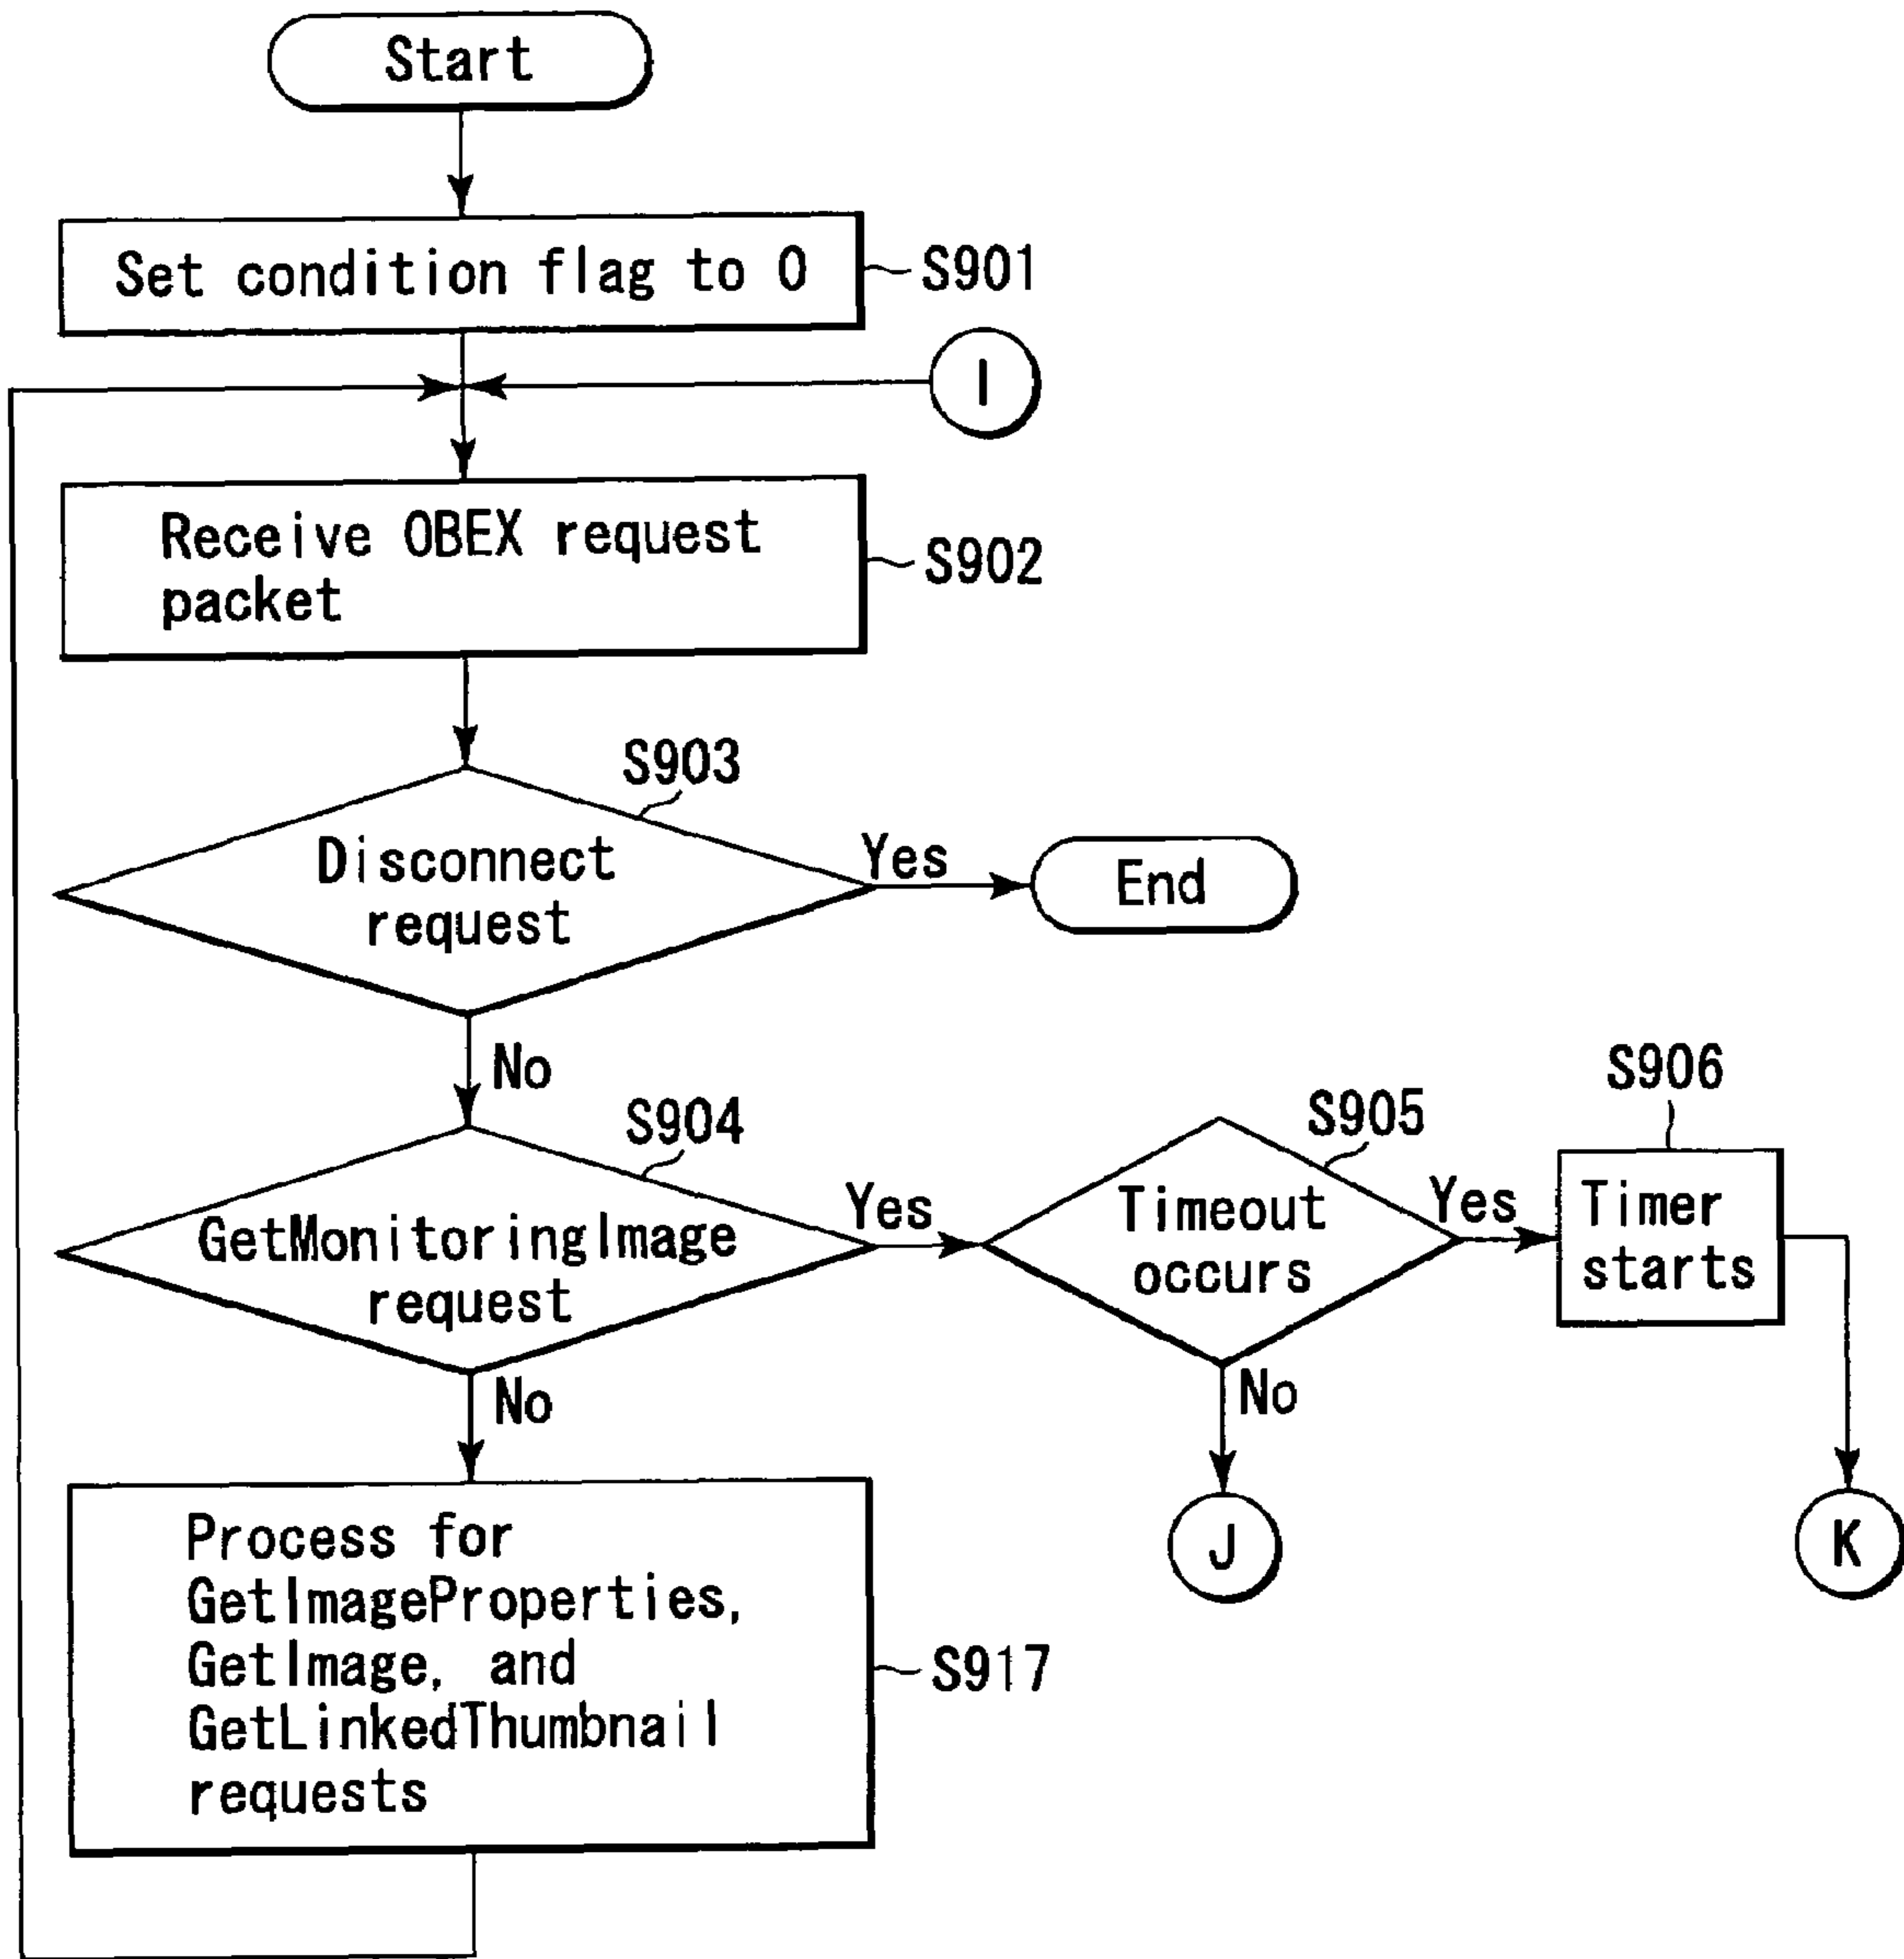 Start
Set condition flag to 0
S901
I
Receive OBEX request
packet
S902
S903
Disconnect
request
Yes
End
No
S904
GetMonitoringImage
request
Yes
S905
Timeout
occurs
Yes
S906
Timer
starts
No
No
J
K
Process for
GetImageProperties,
GetImage, and
GetLinkedThumbnail
requests
S917